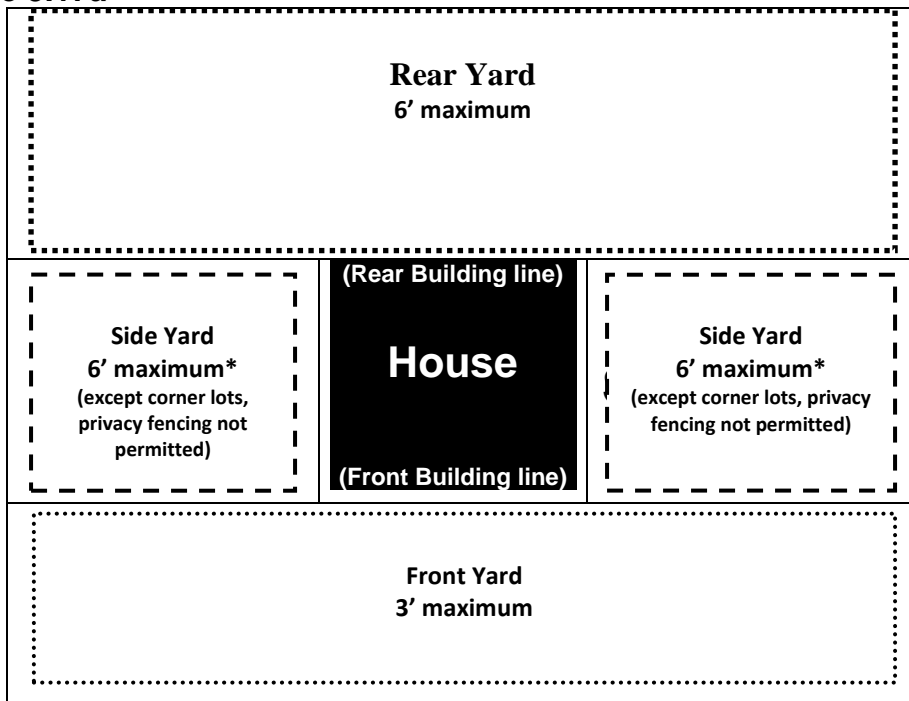 Rear Yard
6’ maximum
(Rear Building line)
Side Yard
6’ maximum*
(except corner lots,
privacy fencing not
permitted)
House
Side Yard
6’ maximum*
(except corner lots, privacy
fencing not permitted)
(Front Building line)
Front Yard
3’ maximum